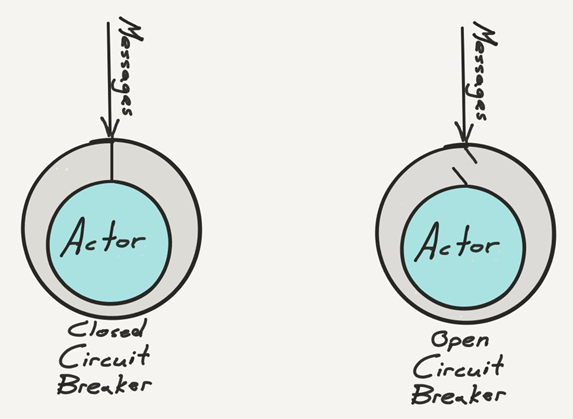 Messages
Actor
Closed
Circuit
Breaker
Messages
Actor
Open
Circuit
Breaker